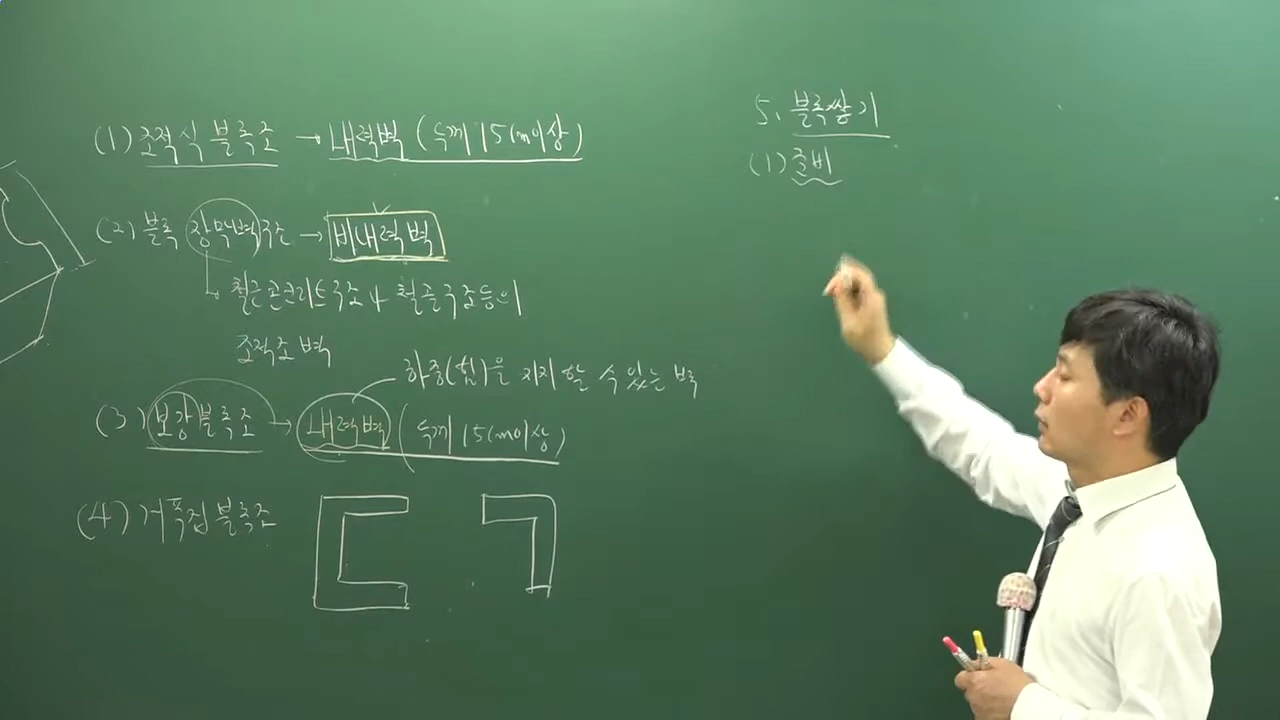 (1) 조적식 블록조 → 내력벽 (두께 15cm이상)
(2) 블록 장막벽구조 → 비내력벽
철근콘크리트구조나 철골구조등의
조적조 벽
하중(힘)을 지지 할 수 있는 벽
(3) 보강블록조 → 내력벽 (두께 15cm이상)
(4) 거푸집 블록조
5. 블록쌓기
(1) 준비